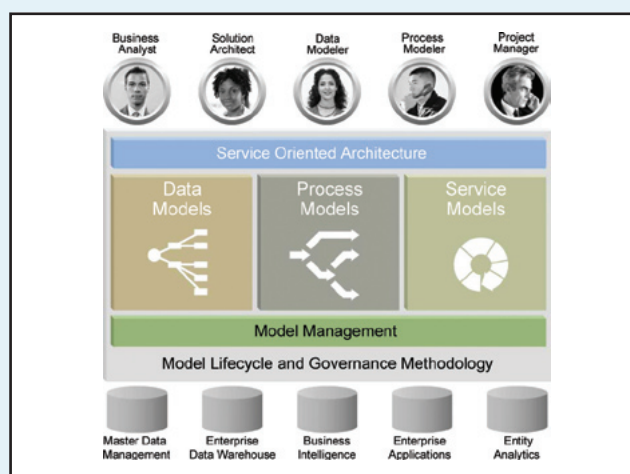 Business Analyst
Solution Architect
Data Modeler
Process Modeler
Project Manager
Service Oriented Architecture
Data Models
Process Models
Service Models
Model Management
Model Lifecycle and Governance Methodology
Master Data Management
Enterprise Data Warehouse
Business Intelligence
Enterprise Applications
Entity Analytics